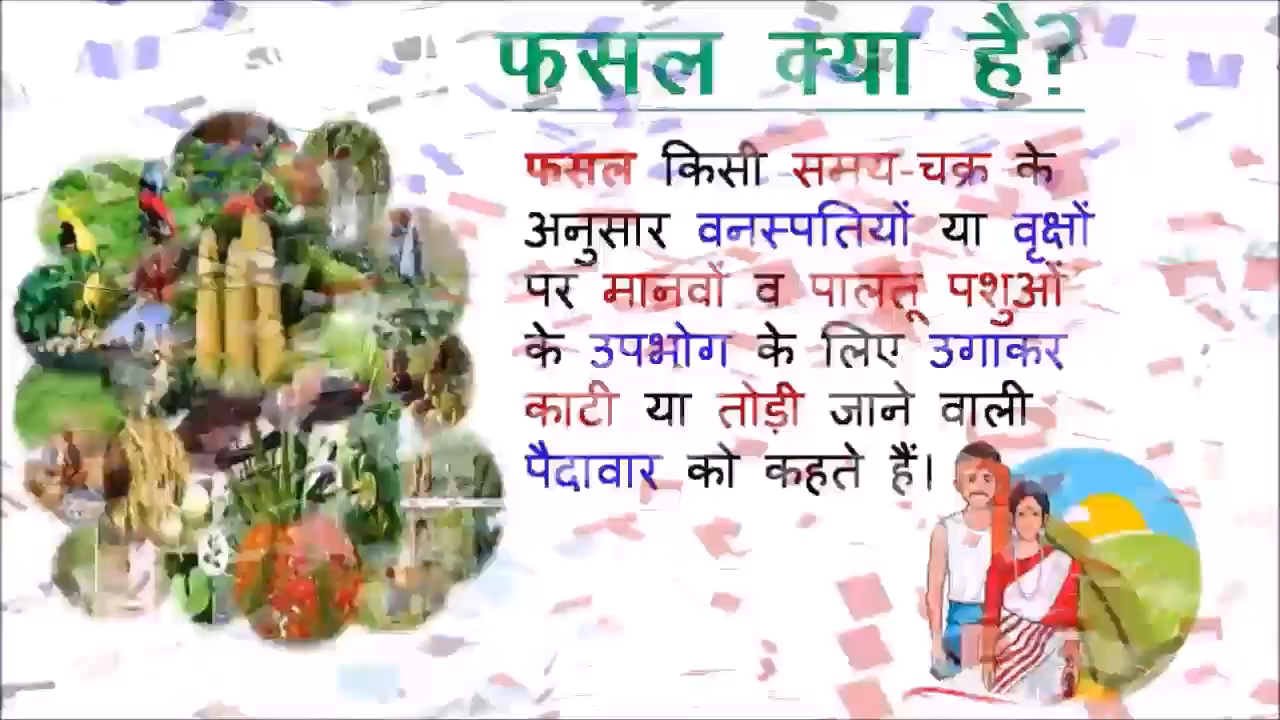 फसल क्या है?
फसल किसी समय-चक्र के
अनुसार वनस्पतियों या वृक्षों
पर मानवों व पालतू पशुओं
के उपभोग के लिए उगाकर
काटी या तोड़ी जाने वाली
पैदावार को कहते हैं।